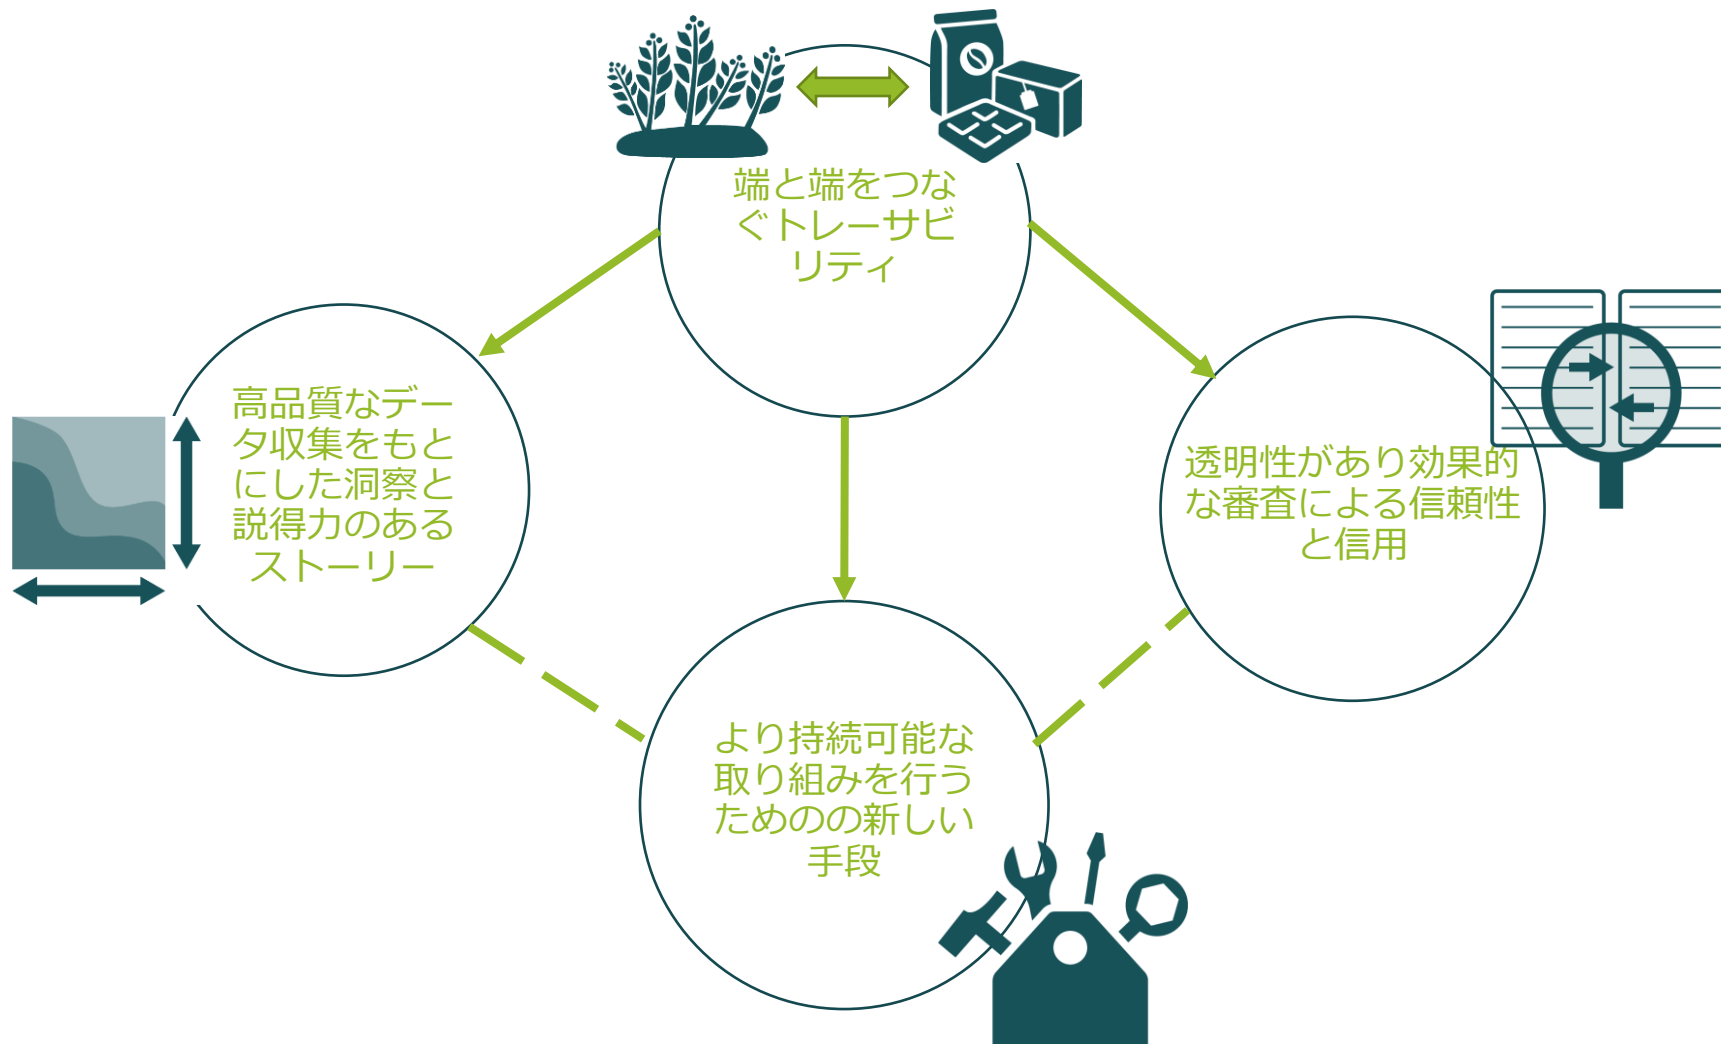 端と端をつな
ぐトレーサビ
リティ
高品質なデー
タ収集をもと
にした洞察と
説得力のある
ストーリー
透明性があり効果的
な審査による信頼性
と信用
より持続可能な
取り組みを行う
ためのの新しい
手段